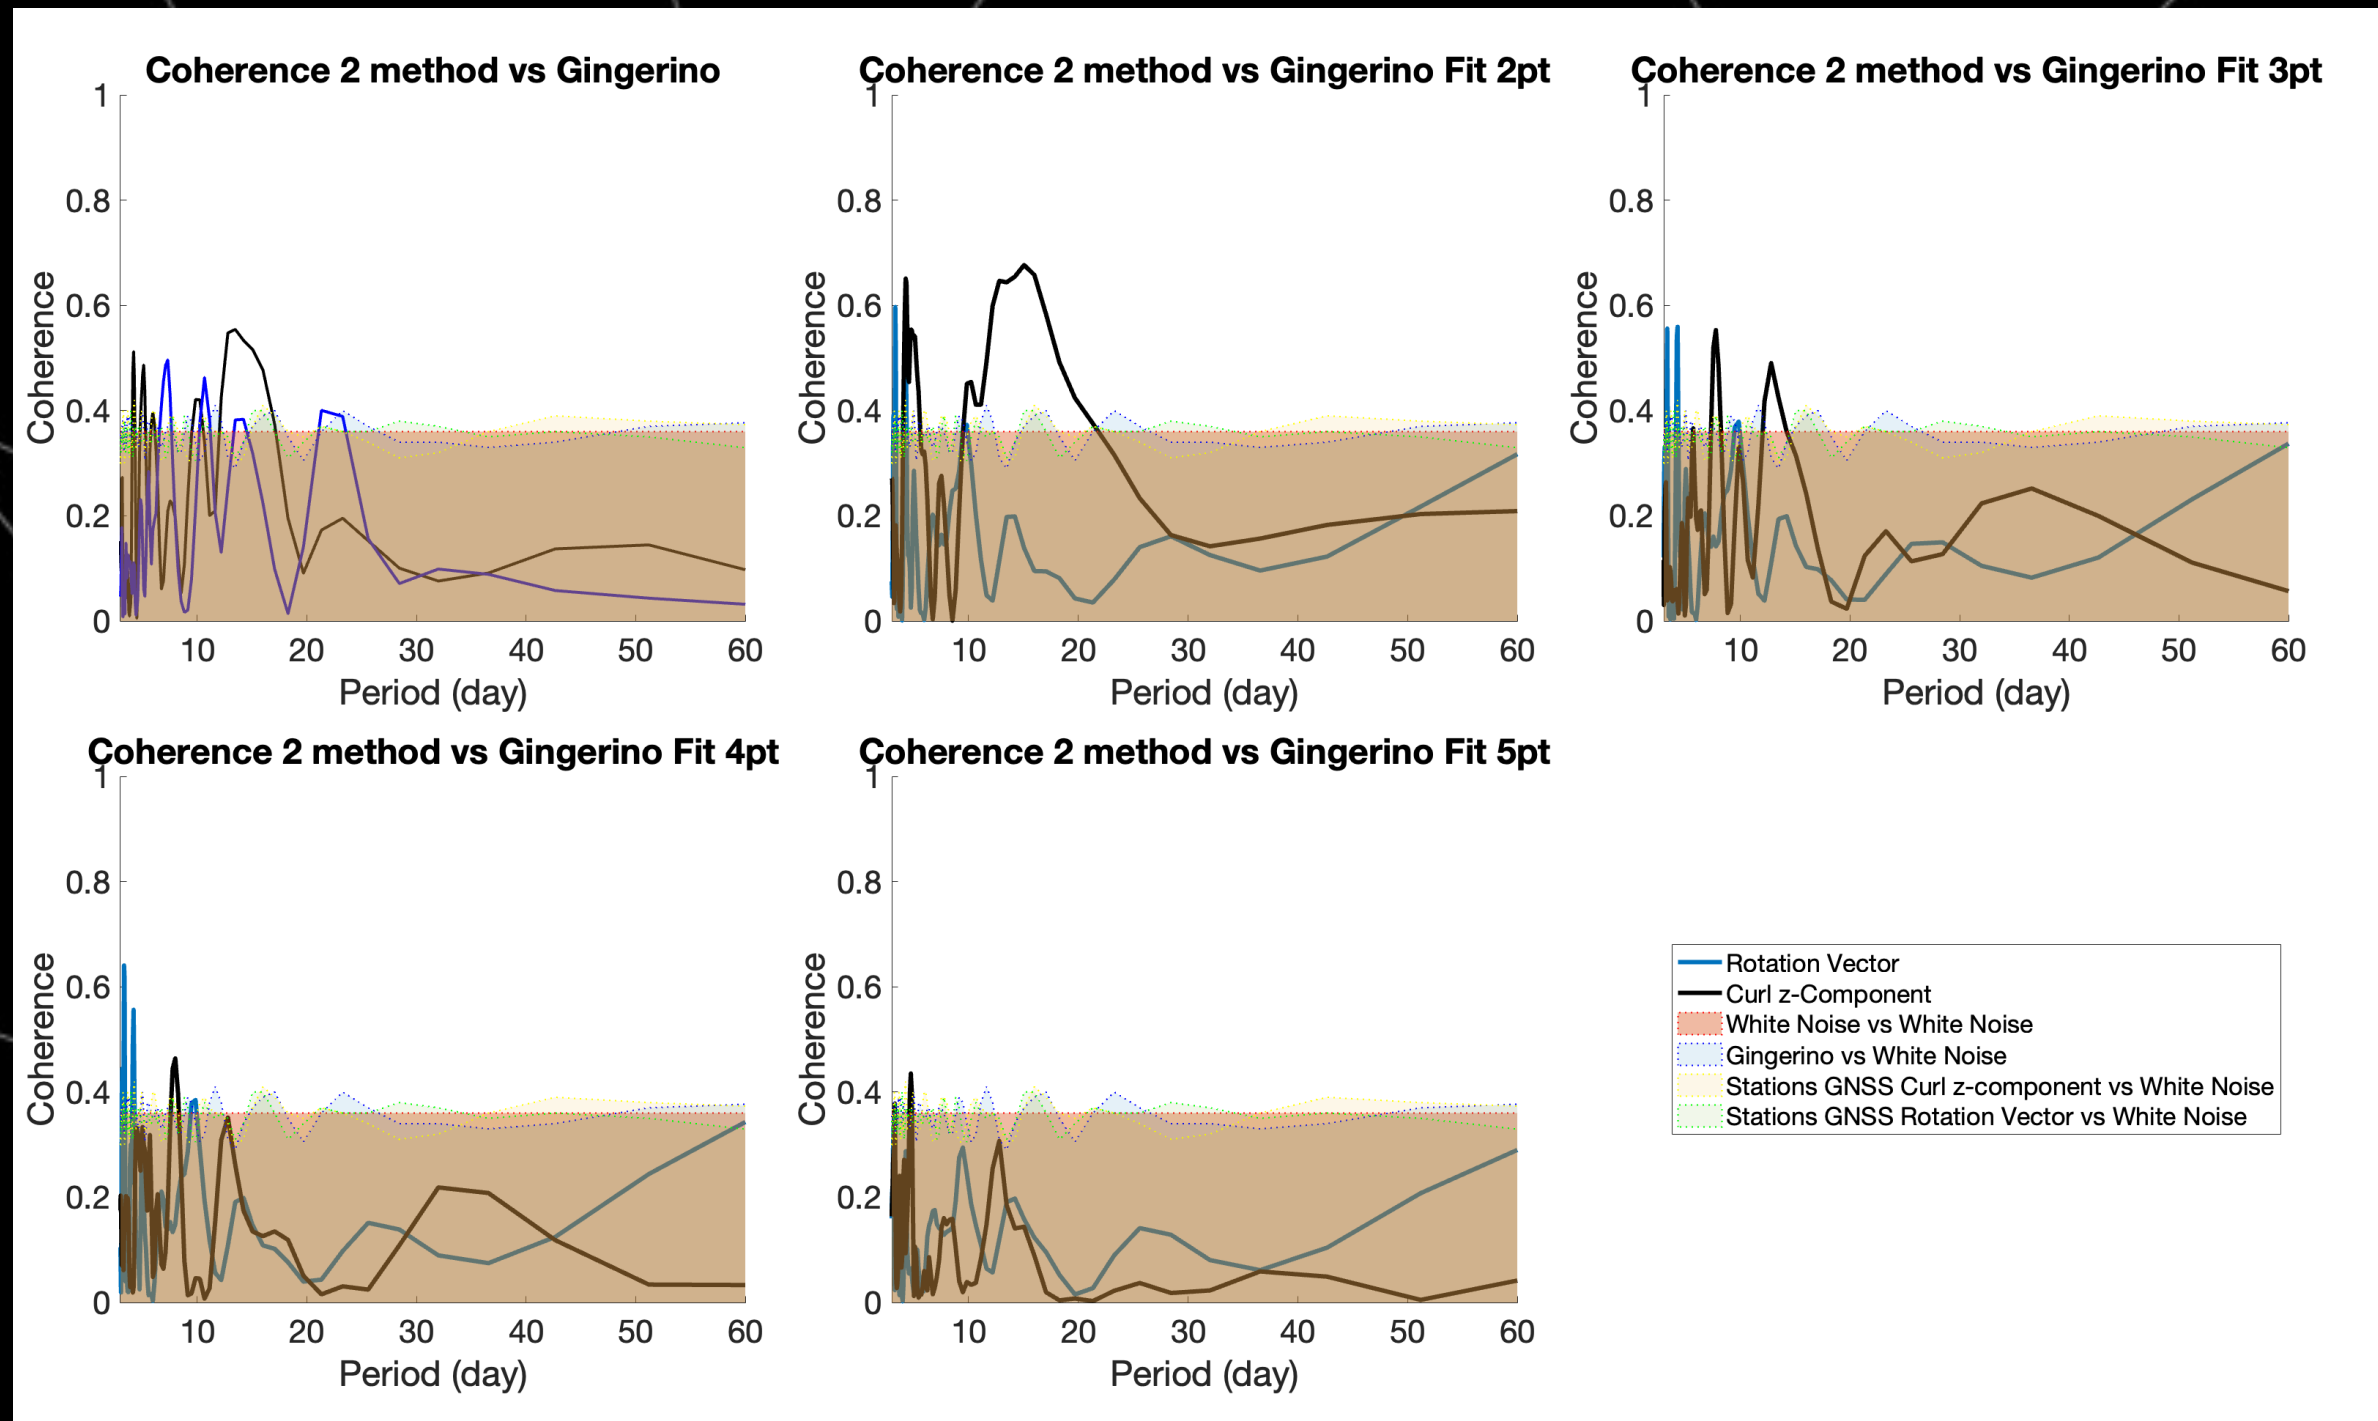 Coherence 2 method vs Gingerino
1
0.8
0.6
0.4
0.2
0
Coherence
10 20 30 40 50 60
Period (day)
Coherence 2 method vs Gingerino Fit 2pt
1
0.8
0.6
0.4
0.2
0
Coherence
10 20 30 40 50 60
Period (day)
Coherence 2 method vs Gingerino Fit 3pt
1
0.8
0.6
0.4
0.2
0
Coherence
10 20 30 40 50 60
Period (day)
Coherence 2 method vs Gingerino Fit 4pt
1
0.8
0.6
0.4
0.2
0
Coherence
10 20 30 40 50 60
Period (day)
Coherence 2 method vs Gingerino Fit 5pt
1
0.8
0.6
0.4
0.2
0
Coherence
10 20 30 40 50 60
Period (day)
Rotation Vector
Curl z-Component
White Noise vs White Noise
Gingerino vs White Noise
Stations GNSS Curl z-component vs White Noise
Stations GNSS Rotation Vector vs White Noise